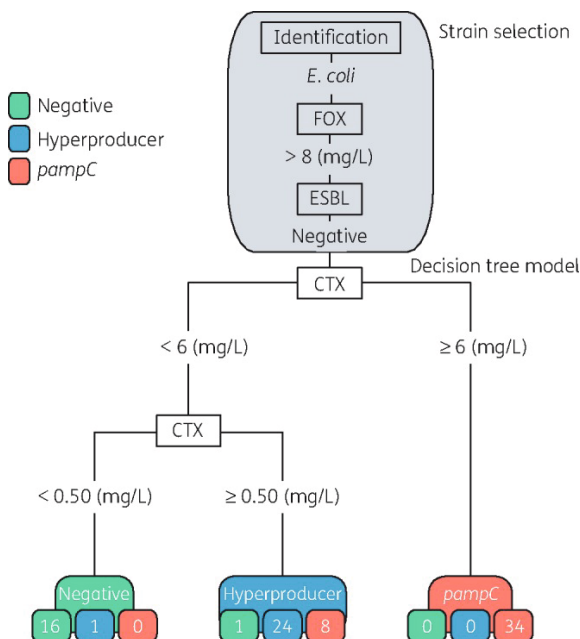 Identification
Strain selection
E. coli
Negative
Hyperproducer
pampC
FOX
> 8 (mg/L)
ESBL
Negative
Decision tree model
CTX
< 6 (mg/L)
≥ 6 (mg/L)
CTX
< 0.50 (mg/L)
≥ 0.50 (mg/L)
Negative
Hyperproducer
pampC
16 1 0
1 24 8
0 0 34